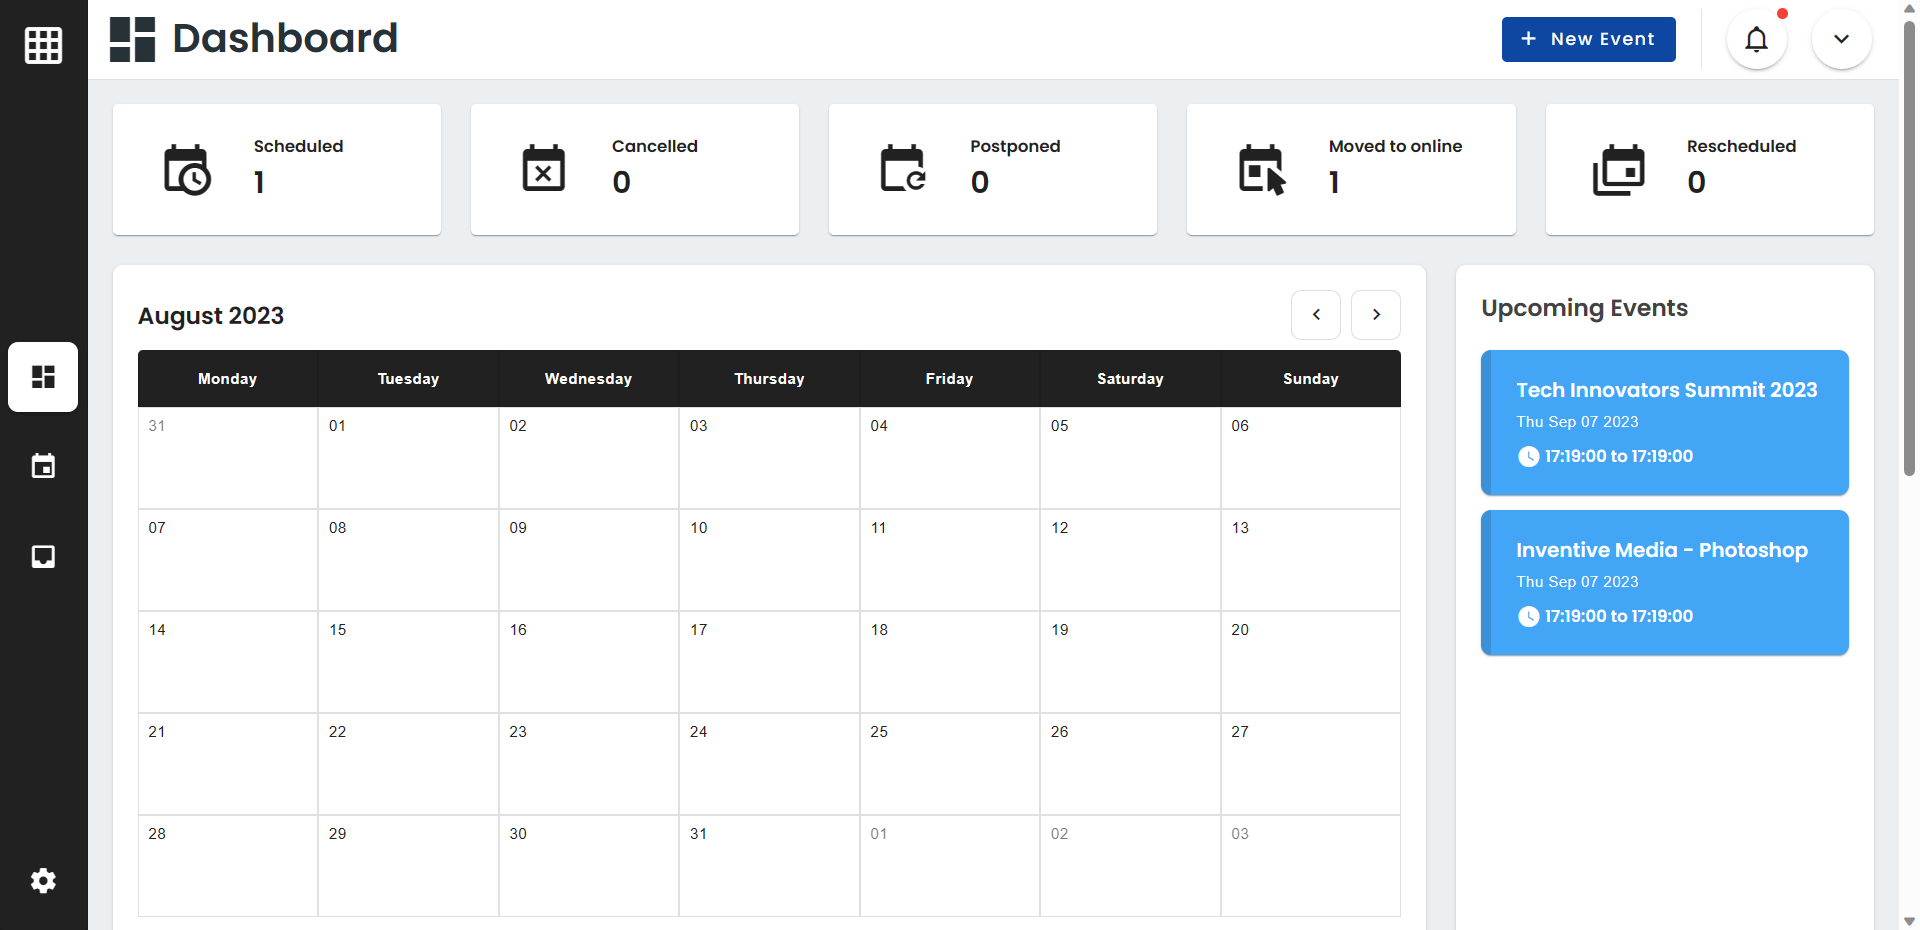 Dashboard
+ New Event
Scheduled
1
Cancelled
0
Postponed
0
Moved to online
1
Rescheduled
0
August 2023
Monday Tuesday Wednesday Thursday Friday Saturday Sunday
31 01 02 03 04 05 06
07 08 09 10 11 12 13
14 15 16 17 18 19 20
21 22 23 24 25 26 27
28 29 30 31 01 02 03
Upcoming Events
Tech Innovators Summit 2023
Thu Sep 07 2023
17:19:00 to 17:19:00
Inventive Media - Photoshop
Thu Sep 07 2023
17:19:00 to 17:19:00